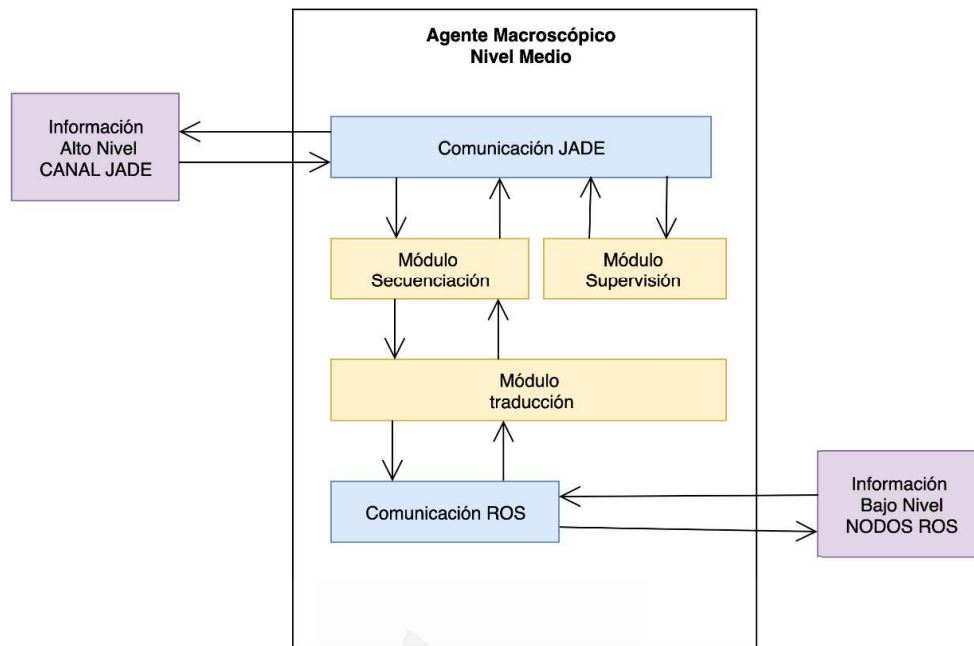 Agente Macroscópico
Nivel Medio
Información
Alto Nivel
CANAL JADE
Comunicación JADE
Módulo
Secuenciación
Módulo
Supervisión
Módulo
traducción
Comunicación ROS
Información
Bajo Nivel
NODOS ROS